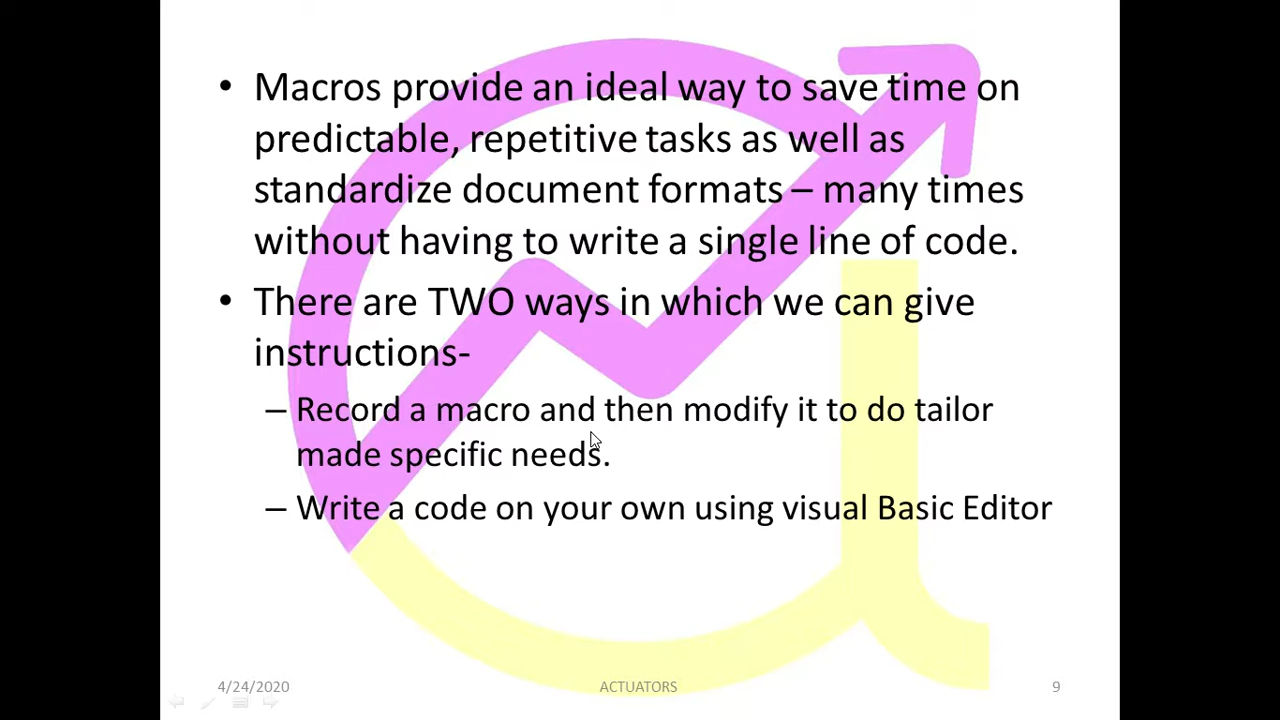 • Macros provide an ideal way to save time on
predictable, repetitive tasks as well as
standardize document formats – many times
without having to write a single line of code.
• There are TWO ways in which we can give
instructions-
– Record a macro and then modify it to do tailor
made specific needs.
– Write a code on your own using visual Basic Editor
4/24/2020
ACTUATORS
9